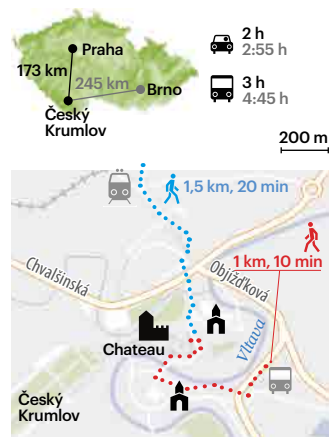 Praha
173 km
245 km
Brno
Český
Krumlov
2 h
2:55 h
3 h
4:45 h
200 m
1,5 km, 20 min
1 km, 10 min
Chvalšinská
Objížďková
Vltava
Chateau
Český
Krumlov